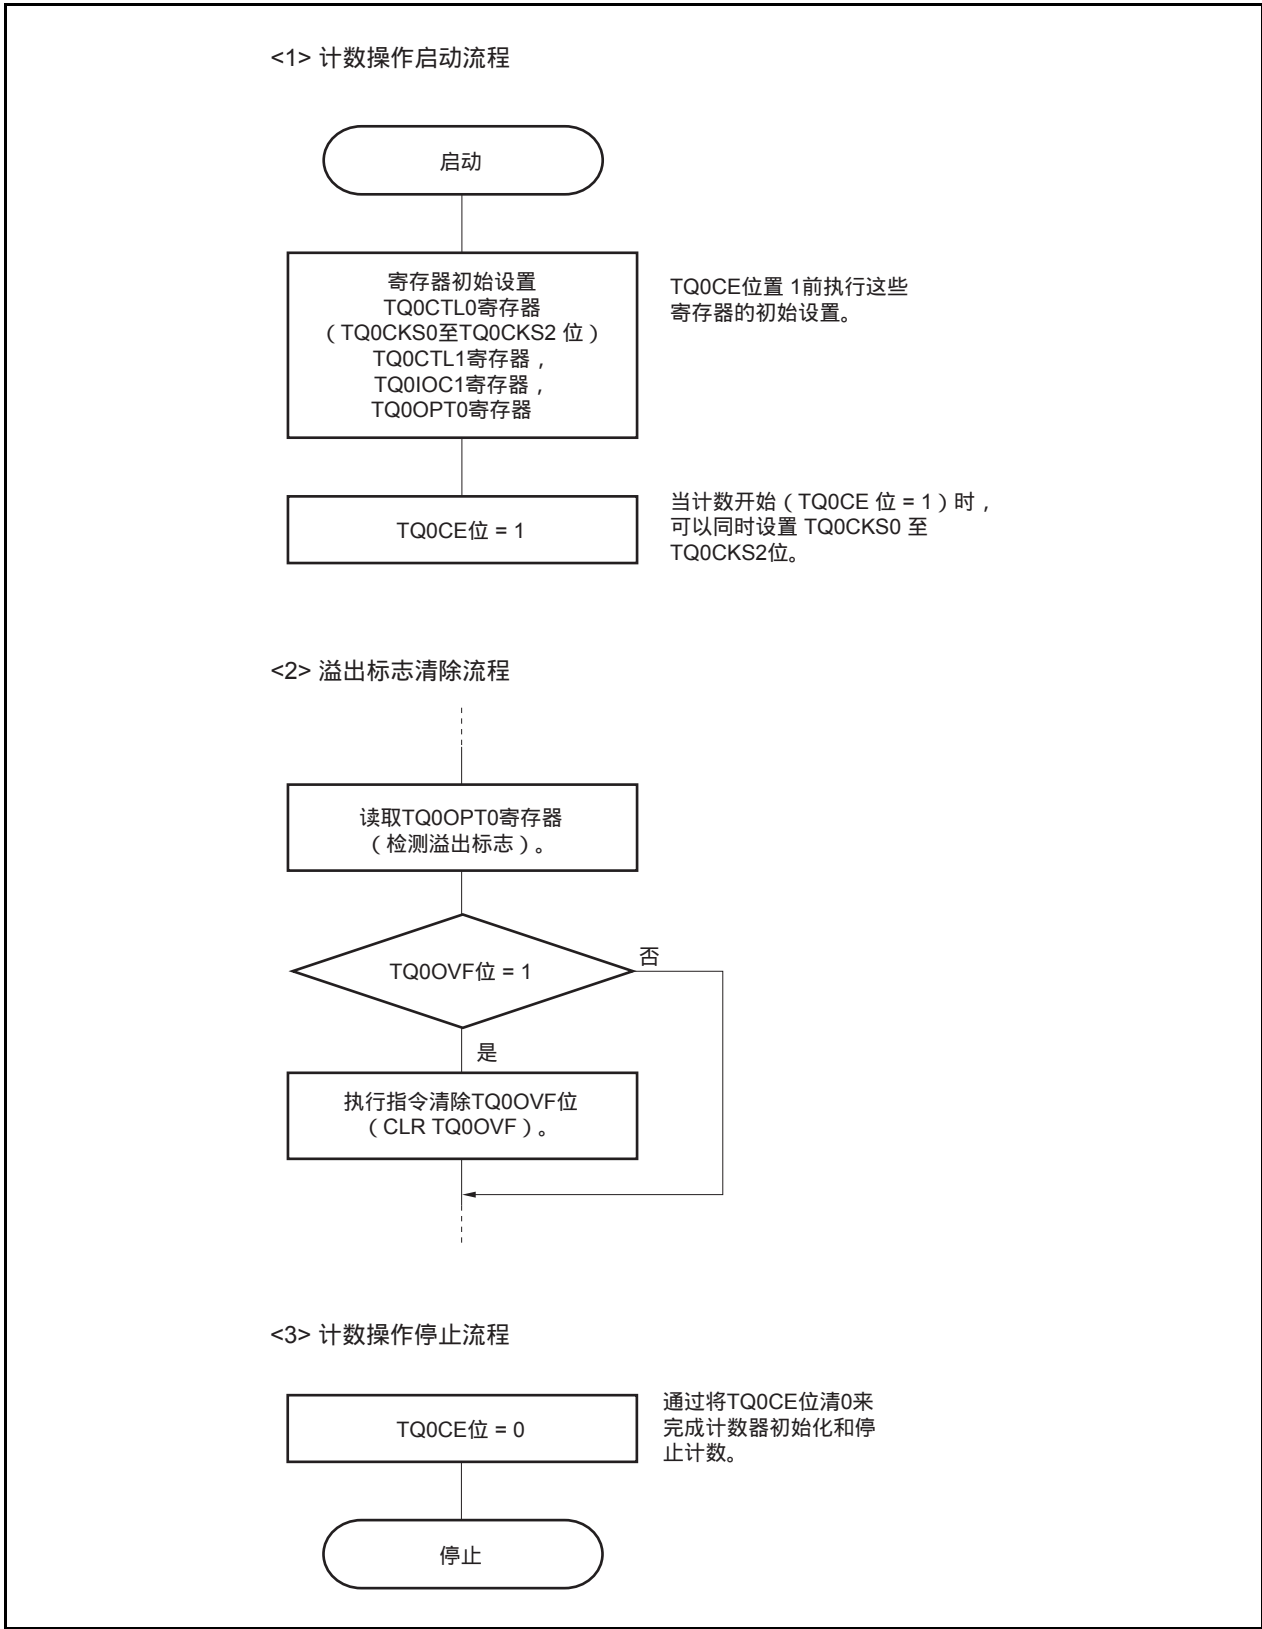 <1> 计数操作启动流程
启动
寄存器初始设置
TQ0CTL0寄存器
（TQ0CKS0至TQ0CKS2 位）
TQ0CTL1寄存器，
TQ0IOC1寄存器，
TQ0OPT0寄存器
TQ0CE位置 1前执行这些
寄存器的初始设置。
TQ0CE位 = 1
当计数开始（TQ0CE 位 = 1）时，
可以同时设置 TQ0CKS0 至
TQ0CKS2位。
<2> 溢出标志清除流程
读取TQ0OPT0寄存器
（检测溢出标志）。
TQ0OVF位 = 1
否
是
执行指令清除TQ0OVF位
（CLR TQ0OVF）。
<3> 计数操作停止流程
TQ0CE位 = 0
通过将TQ0CE位清0来
完成计数器初始化和停
止计数。
停止